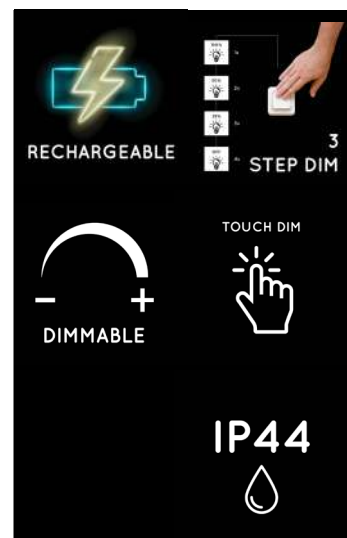 RECHARGEABLE
3
STEP DIM
DIMMABLE
TOUCH DIM
IP44